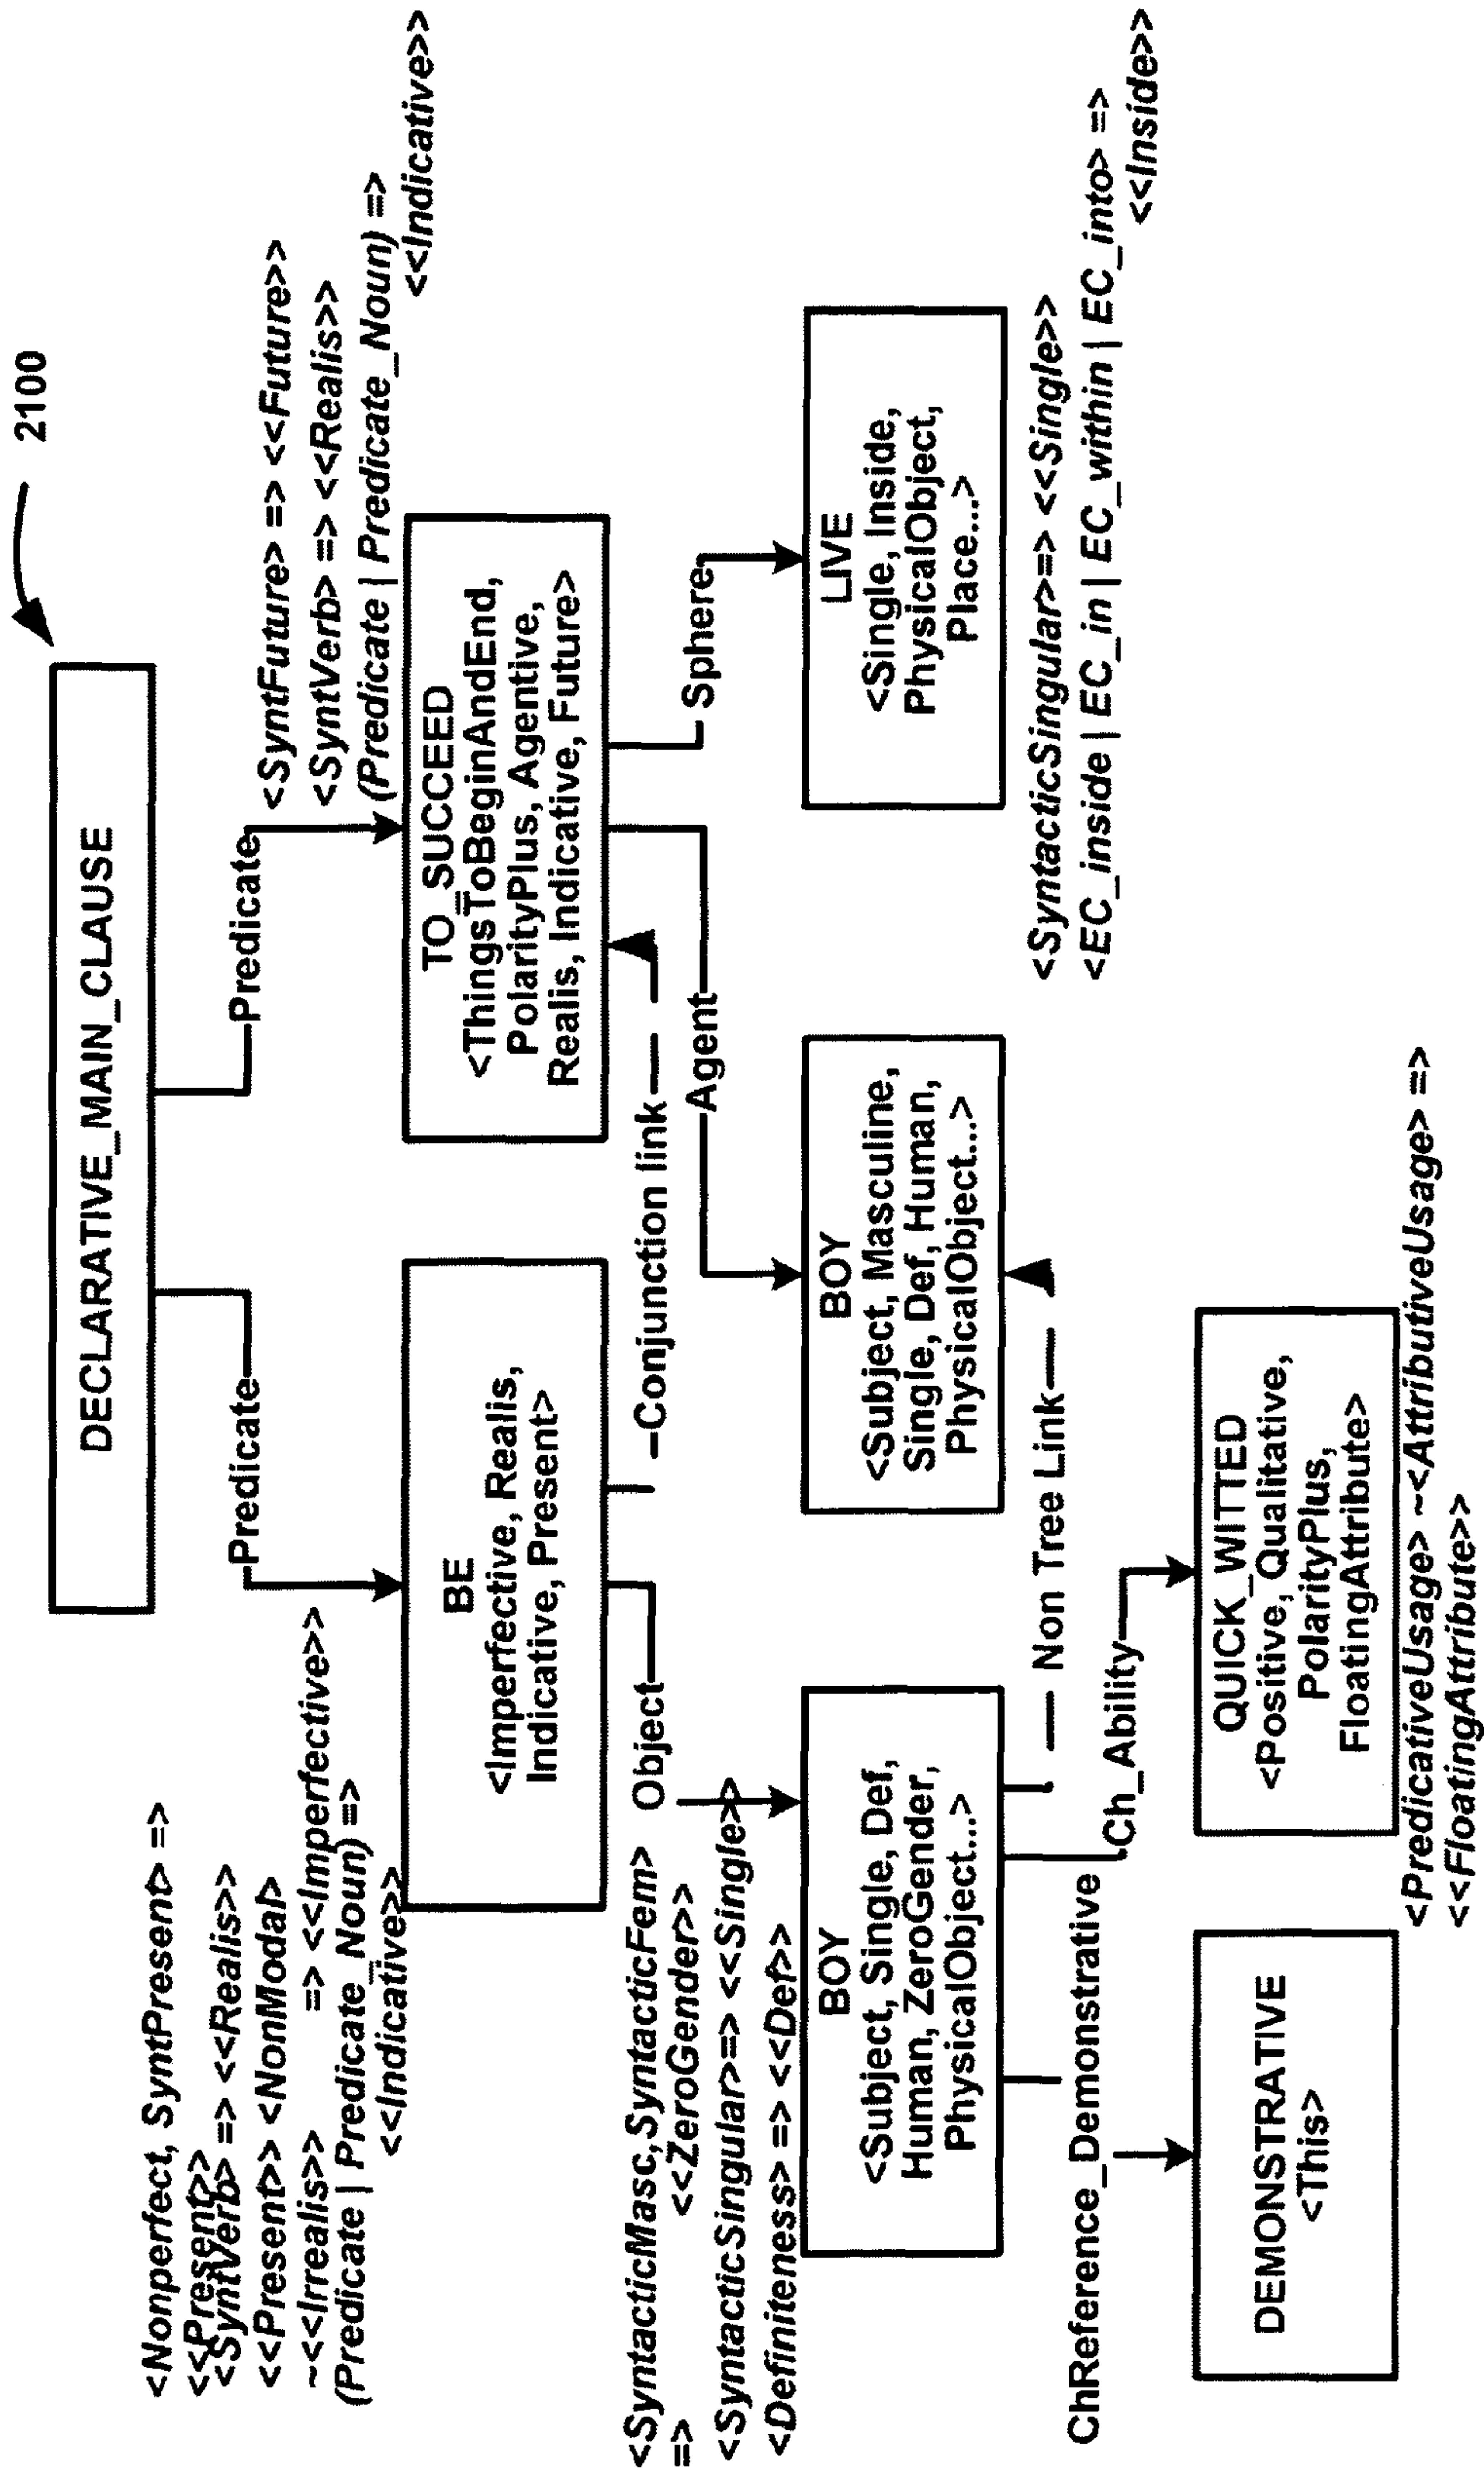 2100
DECLARATIVE_MAIN_CLAUSE
Predicate
Predicate
<Nonperfect, SyntPresent> =>
<<Present>>
<SyntVerb> => <<Realis>>
<<Present>> <NonModal>
~<<Irrealis>> => <<Imperfective>>
(Predicate | Predicate_Noun) =>
<<Indicative>>
<SyntFuture> => <<Future>>
<SyntVerb> => <<Realis>>
(Predicate | Predicate_Noun) =>
<<Indicative>>
BE
<Imperfective, Realis,
Indicative, Present>
TO_SUCCEED
<ThingsToBeginAndEnd,
PolarityPlus, Agentive,
Realis, Indicative, Future>
Object
Conjunction link
Agent
Sphere
<SyntacticMasc,SyntacticFem>
=> <<ZeroGender>>
<SyntacticSingular>=> <<Single>>
<Definiteness> => <<Def>>
BOY
<Subject, Single, Def,
Human, ZeroGender,
PhysicalObject...>
BOY
<Subject, Masculine,
Single, Def, Human,
PhysicalObject...>
LIVE
<Single, Inside,
PhysicalObject,
Place...>
<SyntacticSingular>=> <<Single>>
<EC_inside | EC_in | EC_within | EC_into> =>
<<Inside>>
Non Tree Link
ChReference_Demonstrative
Ch_Ability
DEMONSTRATIVE
<This>
QUICK_WITTED
<Positive, Qualitative,
PolarityPlus,
FloatingAttribute>
<PredicativeUsage> ~<AttributiveUsage> =>
<<FloatingAttribute>>